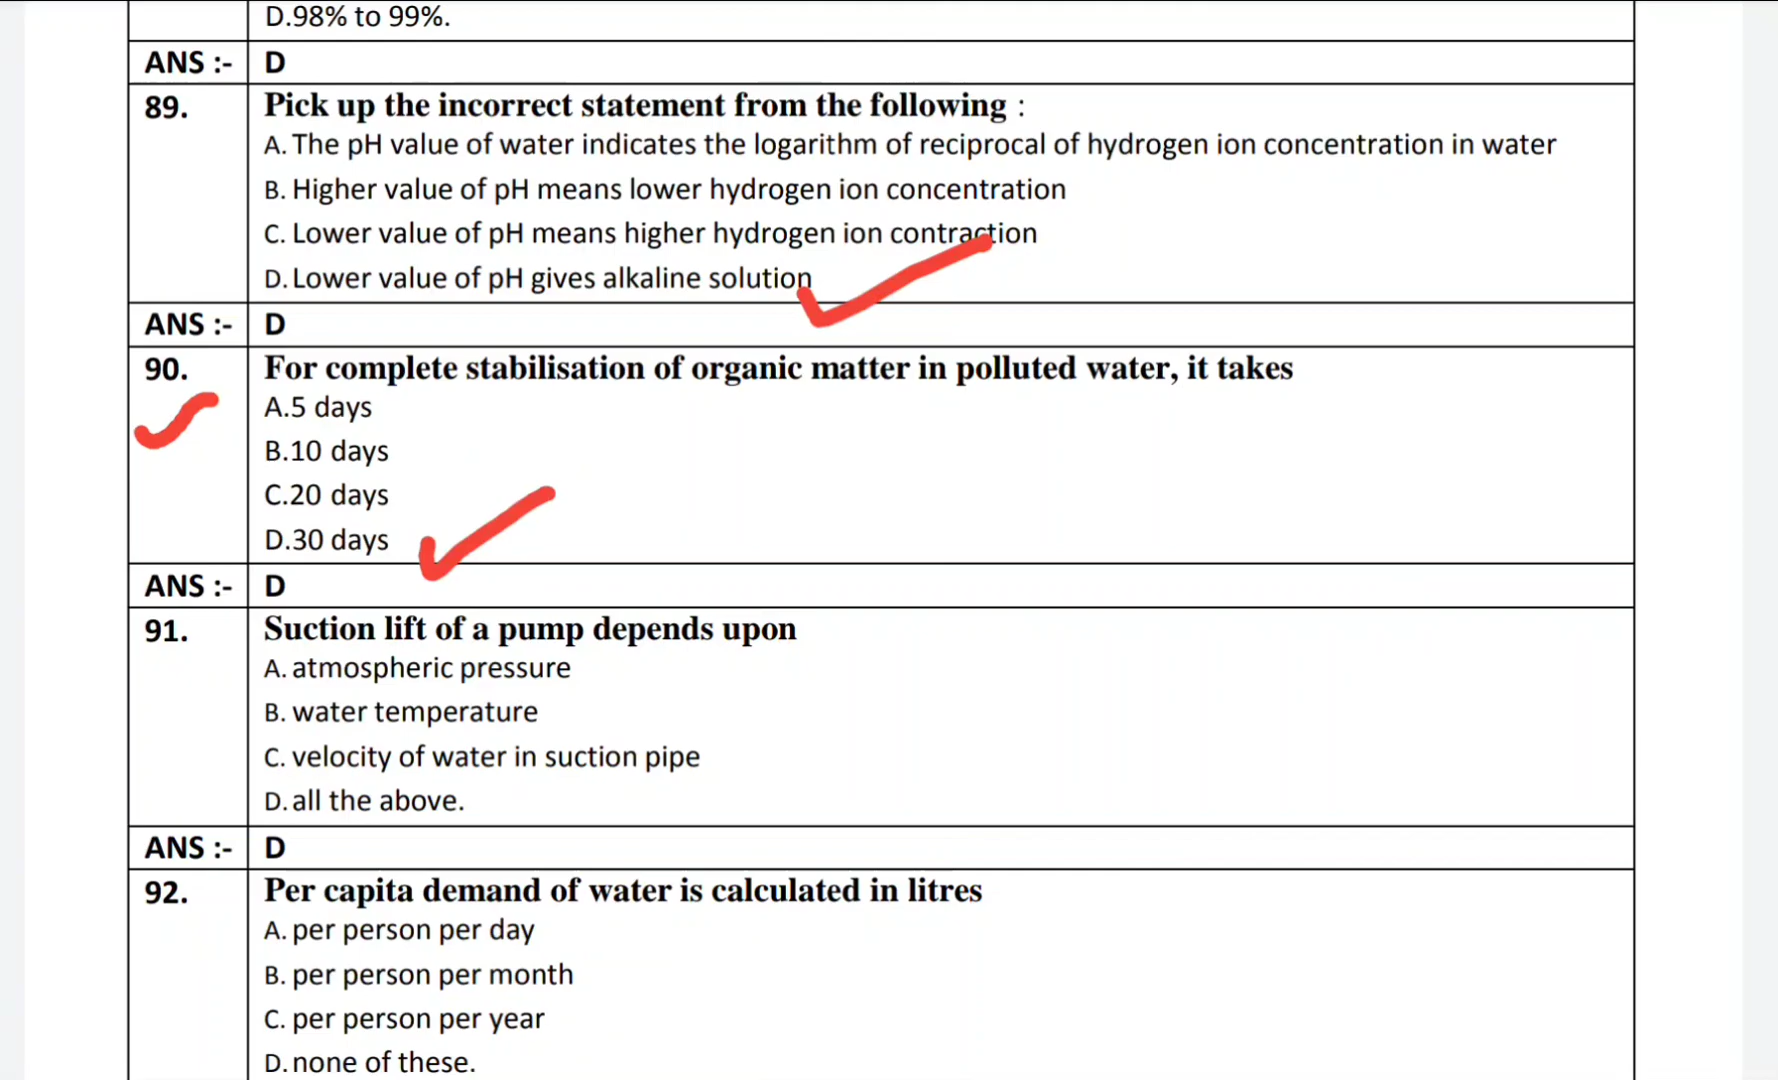 D.98% to 99%.
ANS :- D
89. Pick up the incorrect statement from the following :
A. The pH value of water indicates the logarithm of reciprocal of hydrogen ion concentration in water
B. Higher value of pH means lower hydrogen ion concentration
C. Lower value of pH means higher hydrogen ion contraction
D. Lower value of pH gives alkaline solution
ANS :- D
90. For complete stabilisation of organic matter in polluted water, it takes
A.5 days
B.10 days
C.20 days
D.30 days
ANS :- D
91. Suction lift of a pump depends upon
A. atmospheric pressure
B. water temperature
C. velocity of water in suction pipe
D. all the above.
ANS :- D
92. Per capita demand of water is calculated in litres
A. per person per day
B. per person per month
C. per person per year
D. none of these.